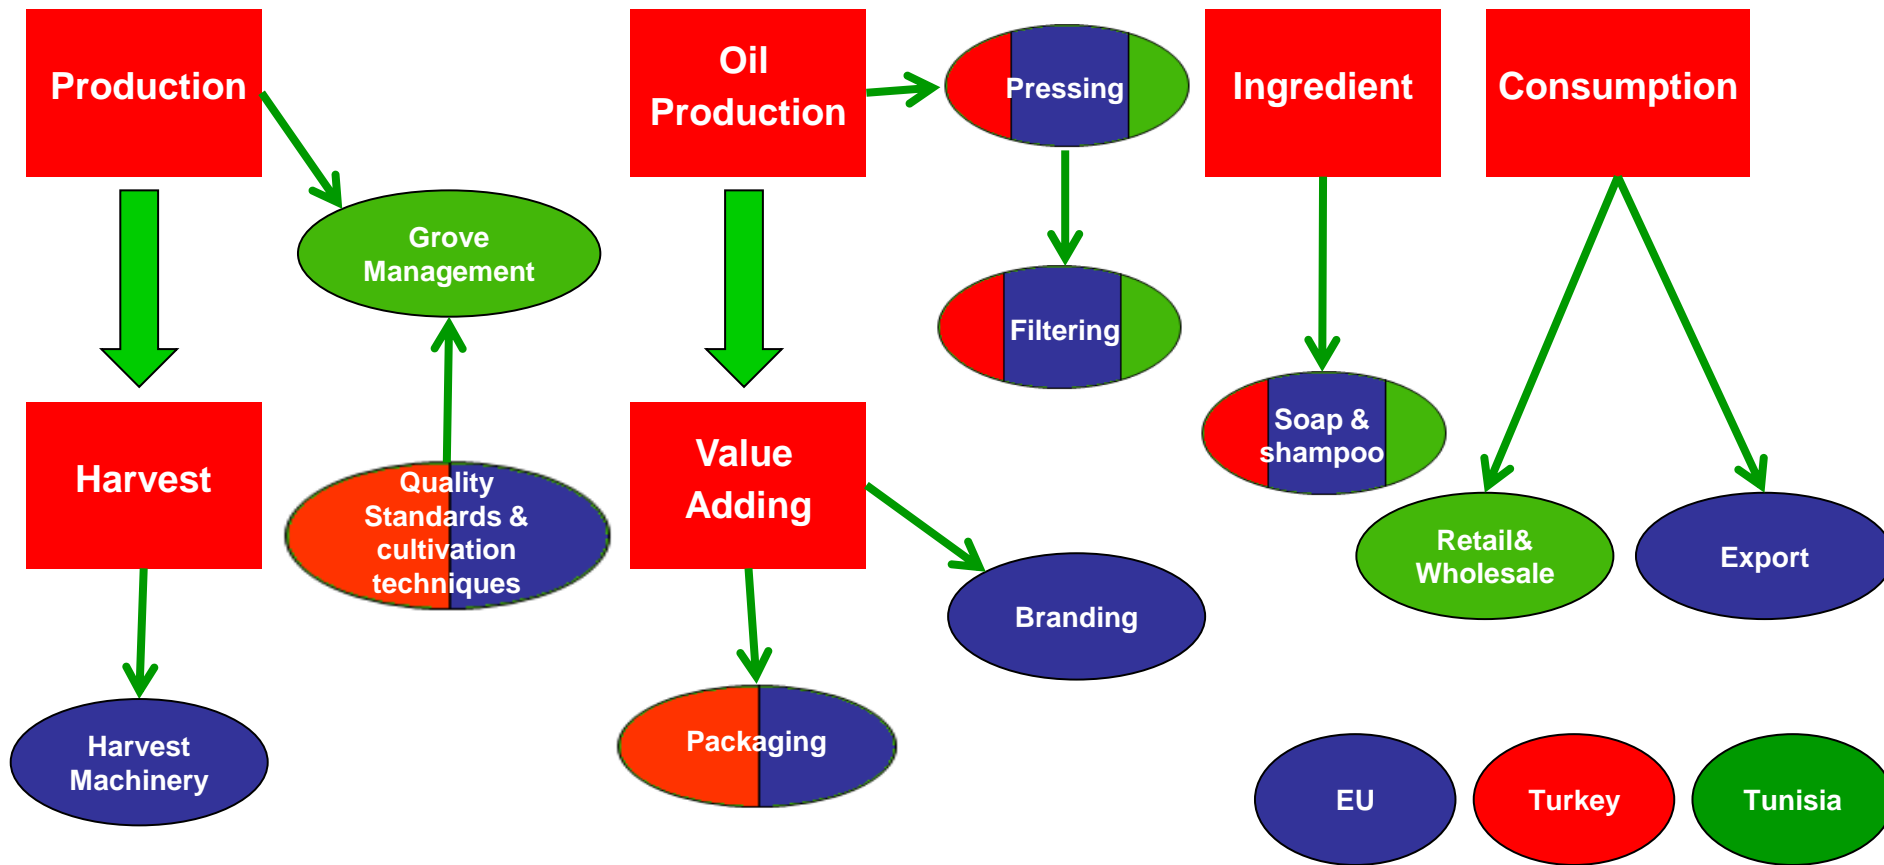 Production
Oil
Production
Pressing
Ingredient
Consumption
Grove
Management
Filtering
Harvest
Quality
Standards &
cultivation
techniques
Value
Adding
Soap &
shampoo
Retail&
Wholesale
Export
Branding
Harvest
Machinery
Packaging
EU
Turkey
Tunisia